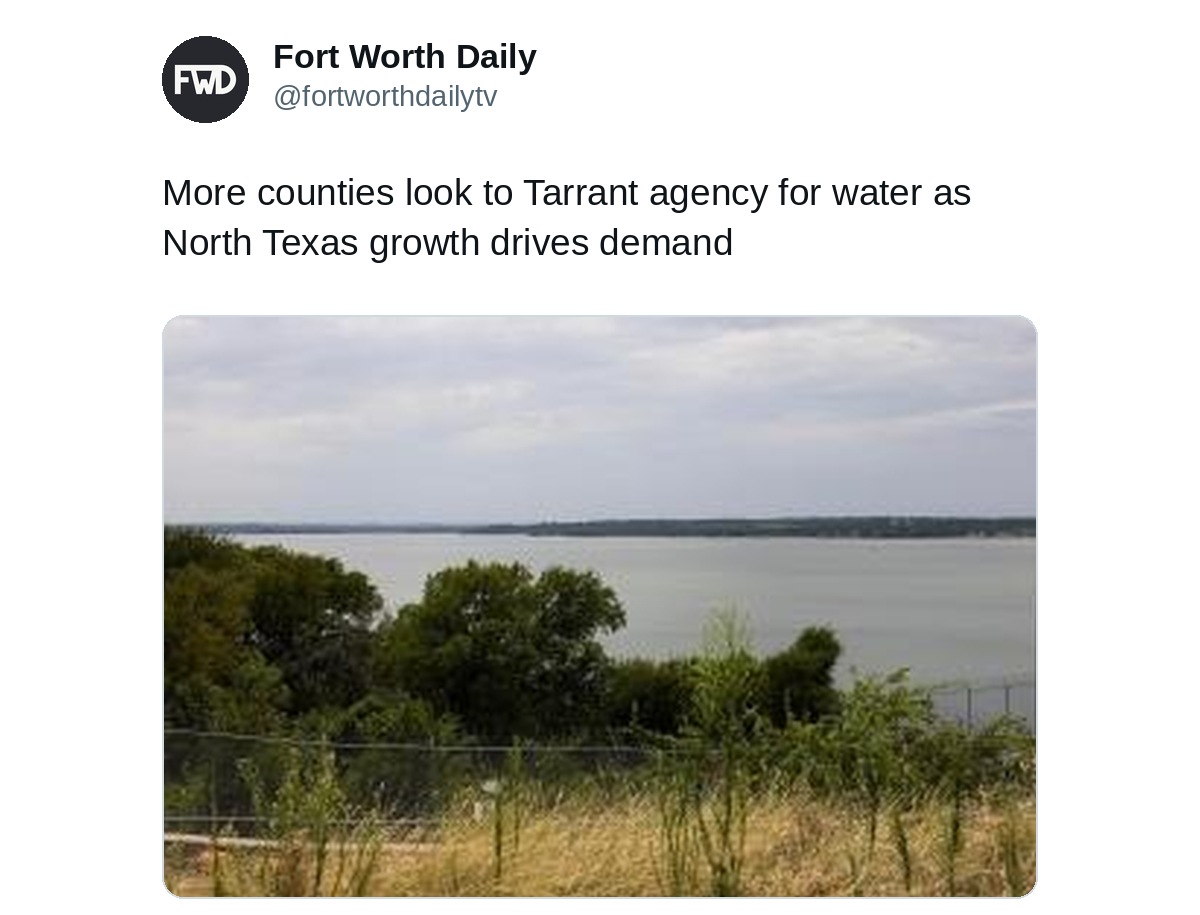 FWD
Fort Worth Daily
@fortworthdailytv
More counties look to Tarrant agency for water as
North Texas growth drives demand